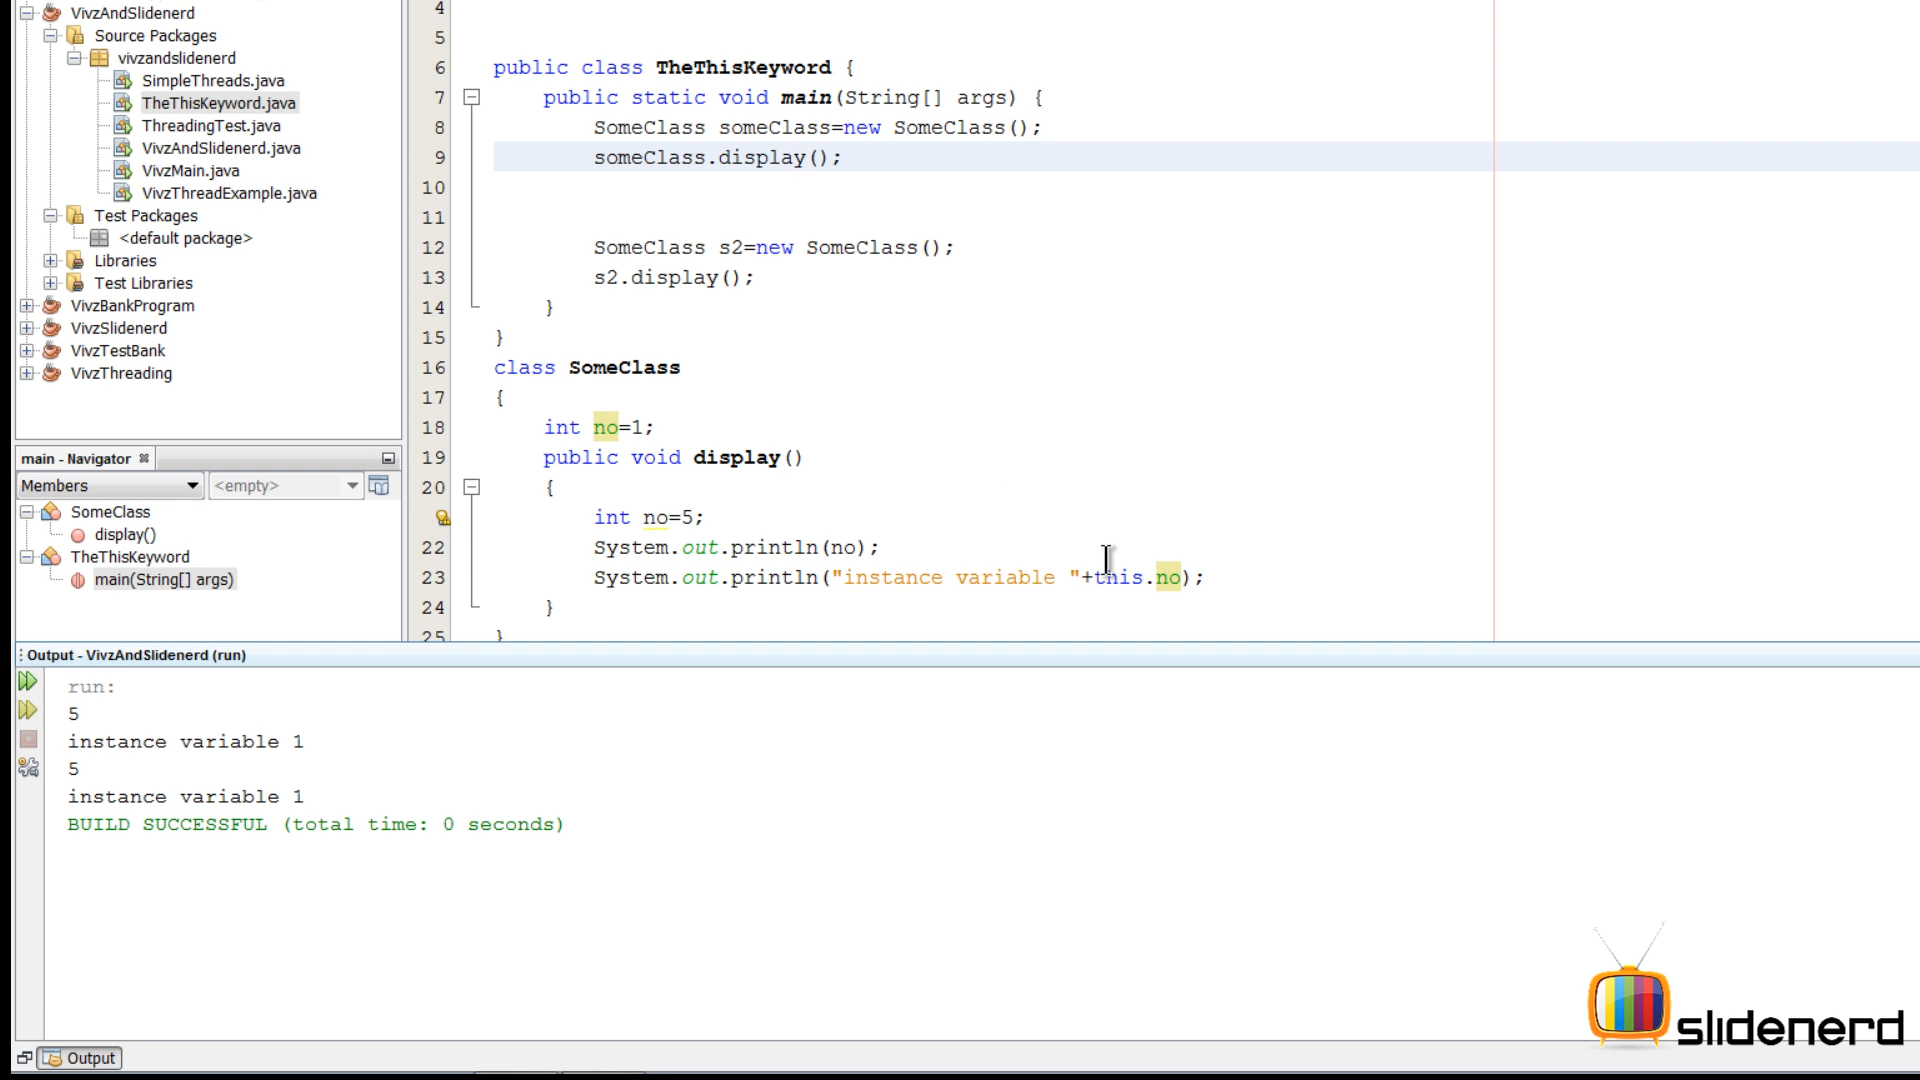 VivzAndSlidenerd
Source Packages
vivzandslidenerd
SimpleThreads.java
TheThisKeyword.java
ThreadingTest.java
VivzAndSlidenerd.java
VivzMain.java
VivzThreadExample.java
Test Packages
<default package>
Libraries
Test Libraries
VivzBankProgram
VivzSlidenerd
VivzTestBank
VivzThreading
main - Navigator
Members
<empty>
SomeClass
display()
TheThisKeyword
main(String[] args)
4
5
6 public class TheThisKeyword {
7 public static void main(String[] args) {
8 SomeClass someClass=new SomeClass();
9 someClass.display();
10
11
12 SomeClass s2=new SomeClass();
13 s2.display();
14 }
15 }
16 class SomeClass
17 {
18 int no=1;
19 public void display()
20 {
int no=5;
22 System.out.println(no);
23 System.out.println("instance variable "+this.no);
24 }
25 }
Output - VivzAndSlidenerd (run)
run:
5
instance variable 1
5
instance variable 1
BUILD SUCCESSFUL (total time: 0 seconds)
slidenerd
Output